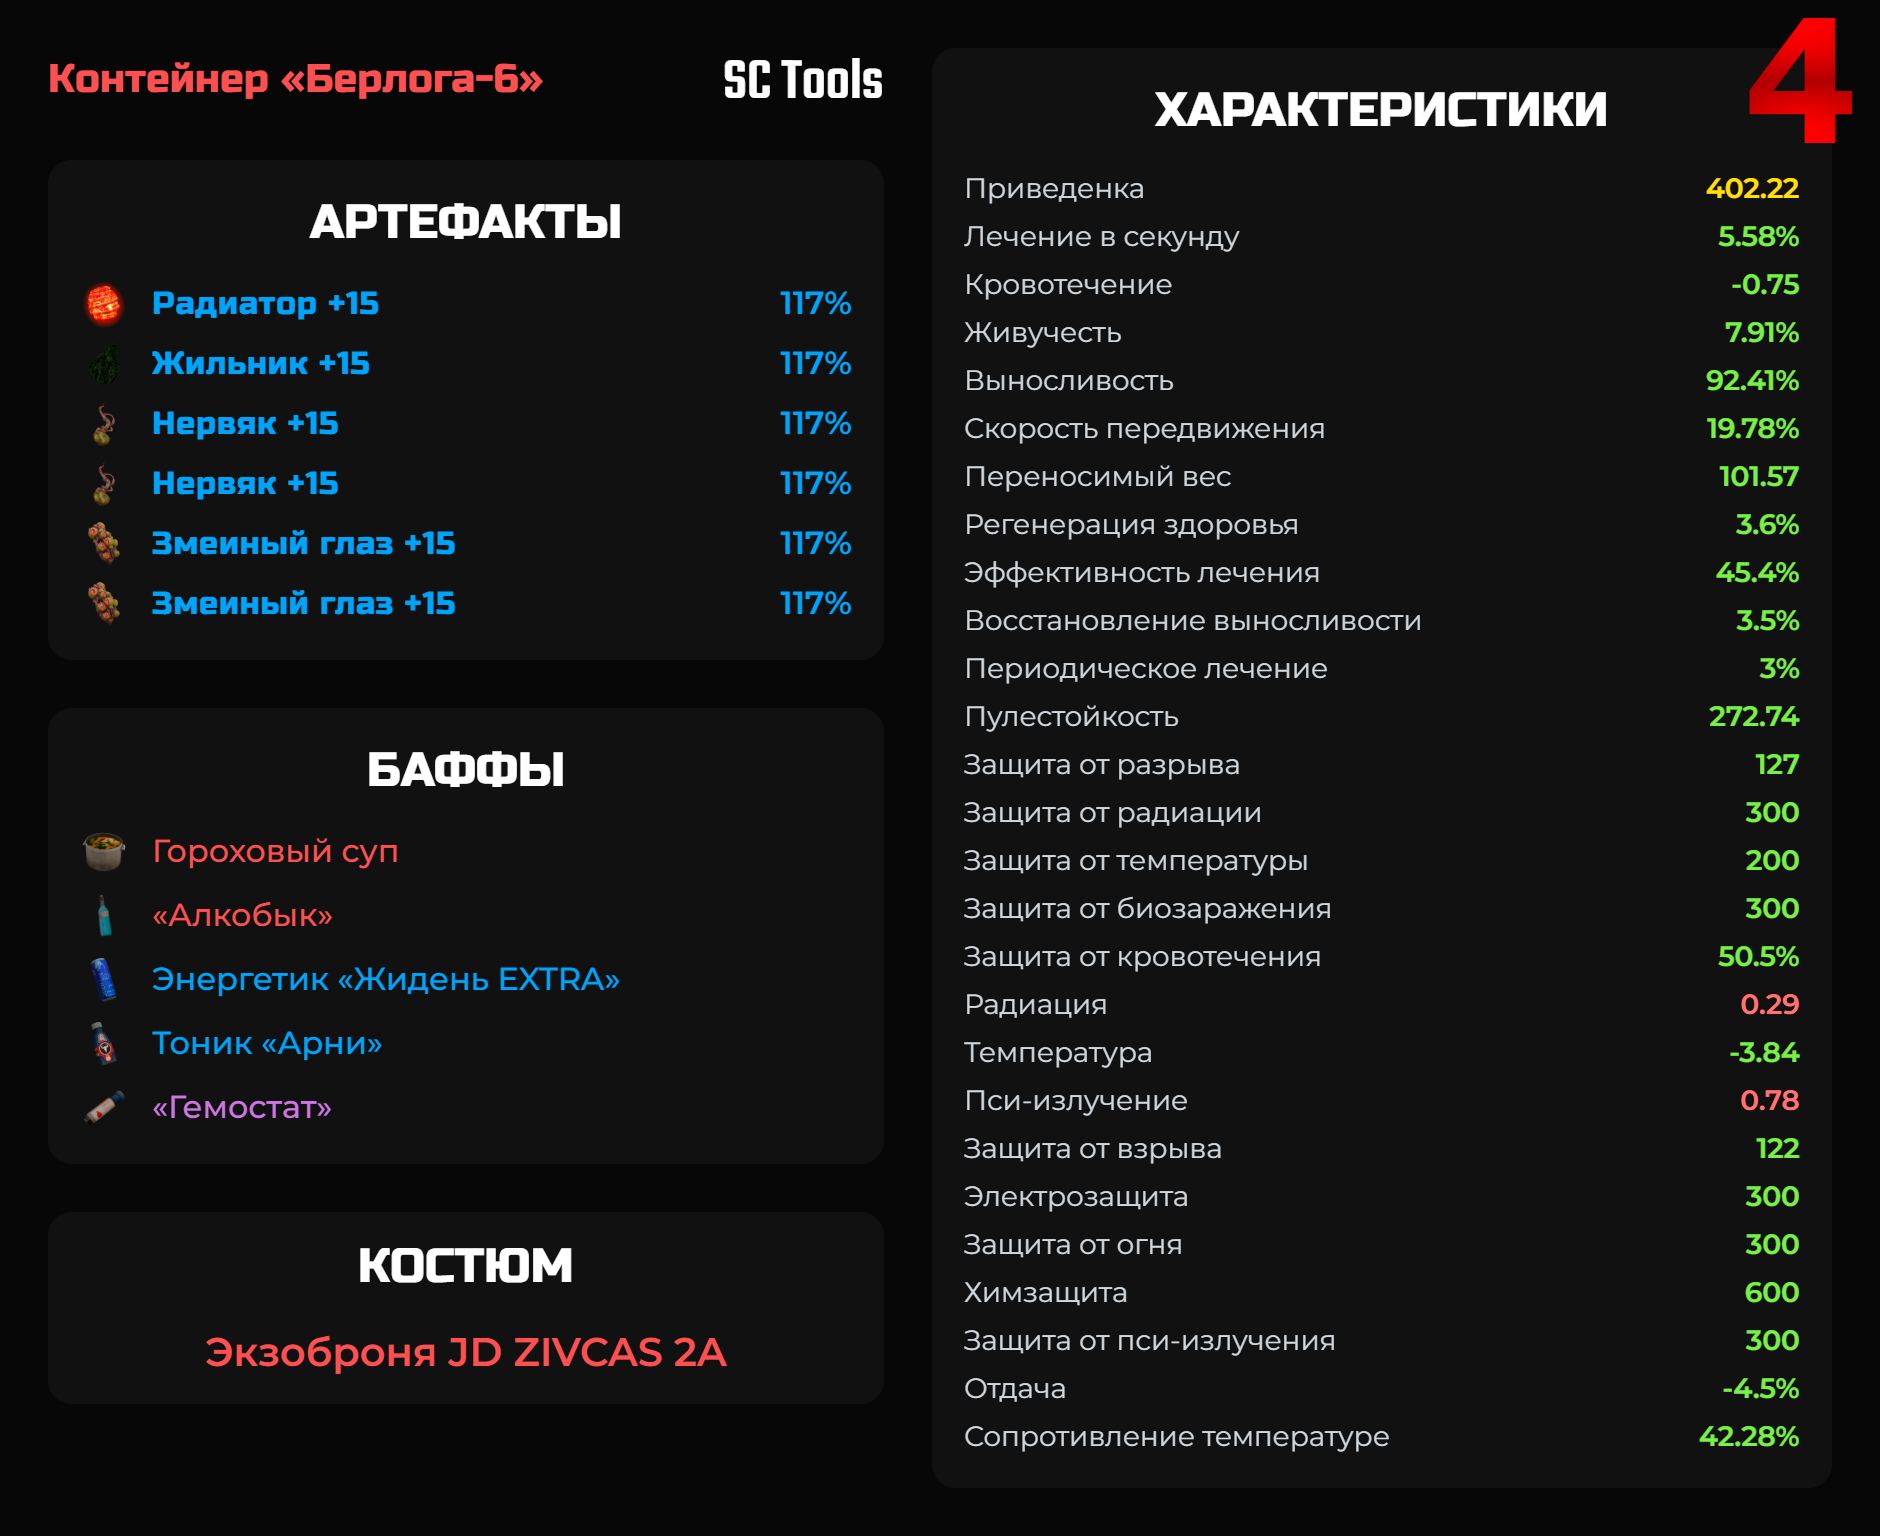 Контейнер «Берлога-6»
SC Tools
АРТЕФАКТЫ
Радиатор +15 117%
Жильник +15 117%
Нервяк +15 117%
Нервяк +15 117%
Змеиный глаз +15 117%
Змеиный глаз +15 117%
БАФФЫ
Гороховый суп
«Алкобык»
Энергетик «Жидень EXTRA»
Тоник «Арни»
«Гемостат»
КОСТЮМ
Экзоброня JD ZIVCAS 2A
4
ХАРАКТЕРИСТИКИ
Приведенка 402.22
Лечение в секунду 5.58%
Кровотечение -0.75
Живучесть 7.91%
Выносливость 92.41%
Скорость передвижения 19.78%
Переносимый вес 101.57
Регенерация здоровья 3.6%
Эффективность лечения 45.4%
Восстановление выносливости 3.5%
Периодическое лечение 3%
Пулестойкость 272.74
Защита от разрыва 127
Защита от радиации 300
Защита от температуры 200
Защита от биозаражения 300
Защита от кровотечения 50.5%
Радиация 0.29
Температура -3.84
Пси-излучение 0.78
Защита от взрыва 122
Электрозащита 300
Защита от огня 300
Химзащита 600
Защита от пси-излучения 300
Отдача -4.5%
Сопротивление температуре 42.28%